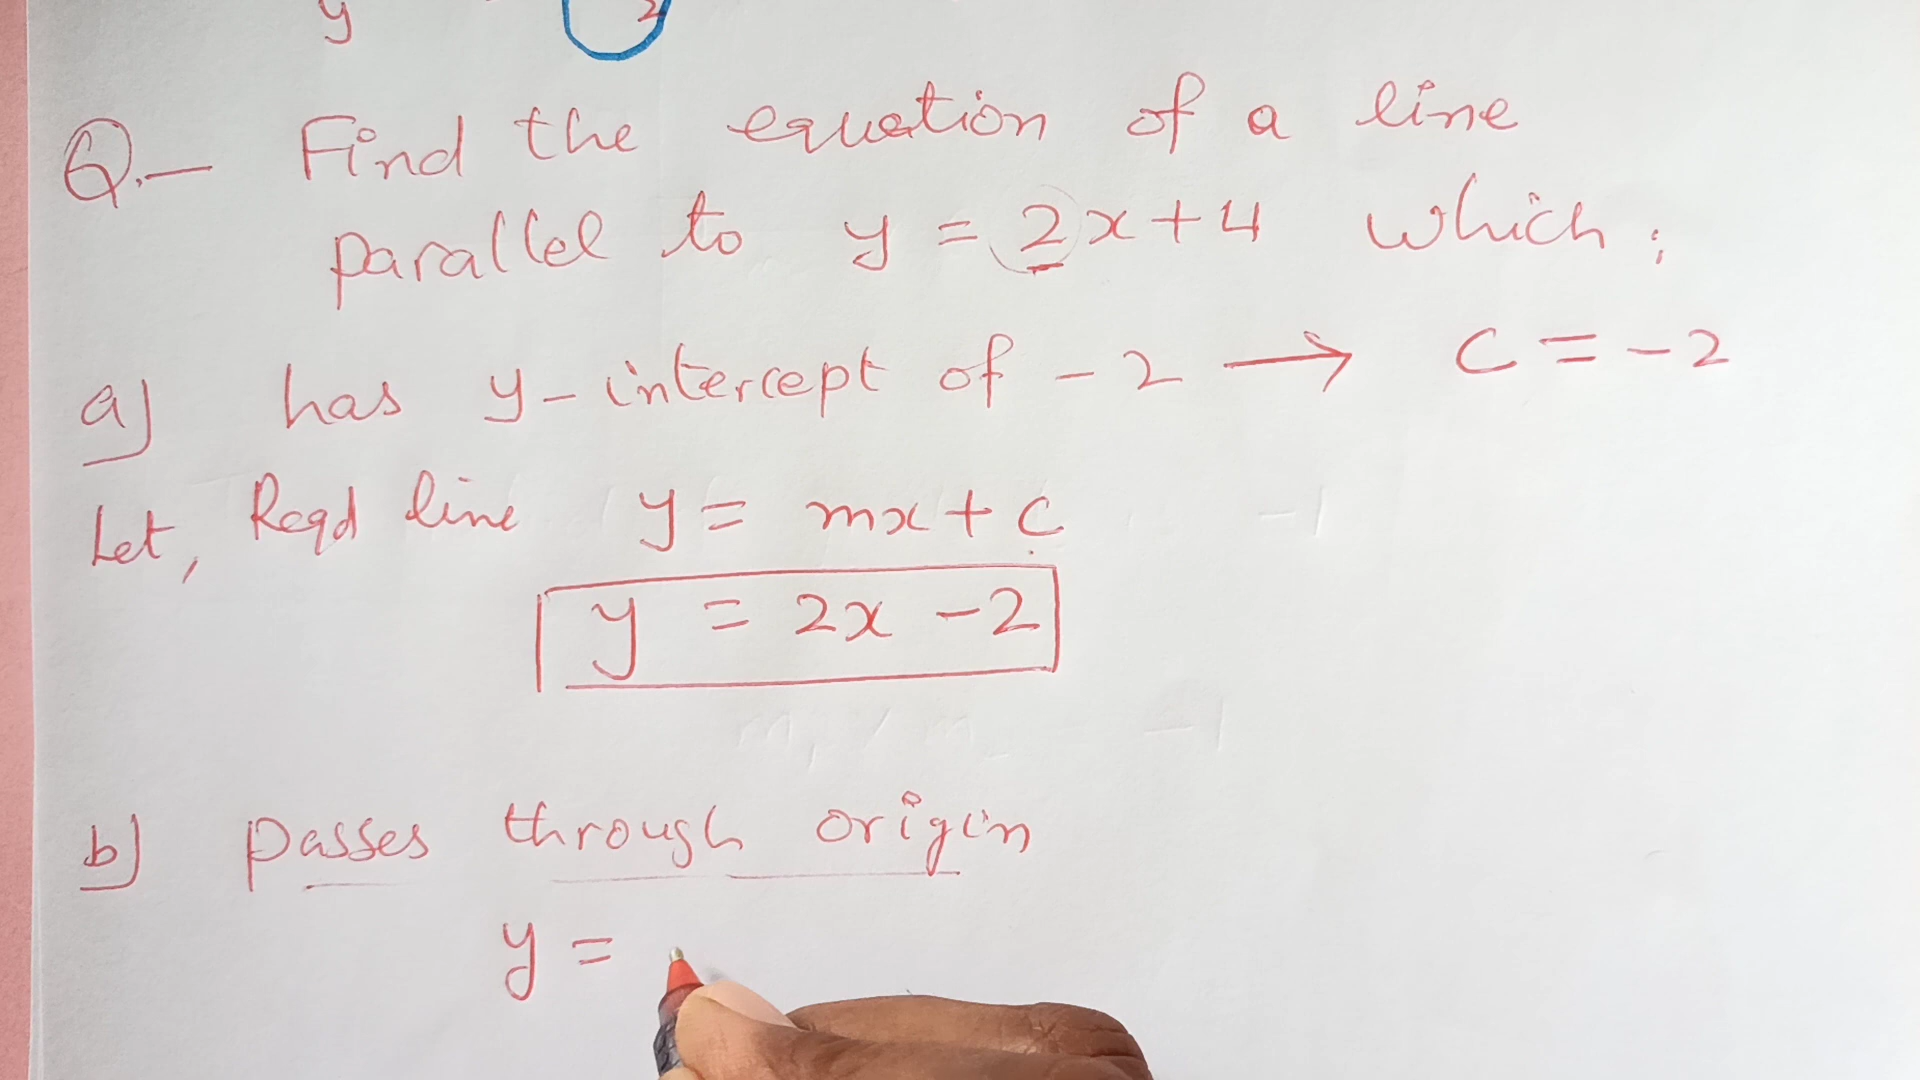 y 2
Q.- Find the equation of a line
parallel to y = 2x+4 which;
a) has y-intercept of -2 → C = -2
Let, Reqd line y = mx + C
y = 2x - 2
b) passes through origin
y =